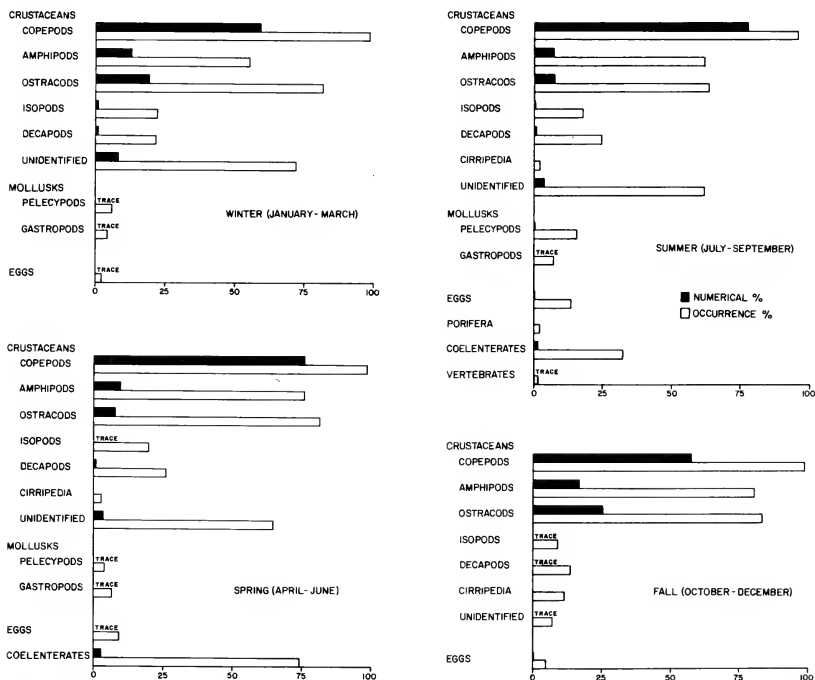 CRUSTACEANS
COPEPODS
AMPHIPODS
OSTRACODS
ISOPODS
DECAPODS
UNIDENTIFIED
MOLLUSKS
PELECYPODS TRACE
WINTER (JANUARY - MARCH)
GASTROPODS TRACE
EGGS TRACE
0 25 50 75 100
CRUSTACEANS
COPEPODS
AMPHIPODS
OSTRACODS
ISOPODS TRACE
DECAPODS
CIRRIPEDIA
UNIDENTIFIED
MOLLUSKS
PELECYPODS TRACE
GASTROPODS TRACE
SPRING (APRIL-JUNE)
EGGS TRACE
COELENTERATES
0 25 50 75 100
CRUSTACEANS
COPEPODS
AMPHIPODS
OSTRACODS
ISOPODS
DECAPODS
CIRRIPEDIA
UNIDENTIFIED
MOLLUSKS
PELECYPODS
SUMMER (JULY-SEPTEMBER)
GASTROPODS TRACE
EGGS
NUMERICAL %
OCCURRENCE %
PORIFERA
COELENTERATES
VERTEBRATES TRACE
0 25 50 75 100
CRUSTACEANS
COPEPODS
AMPHIPODS
OSTRACODS
ISOPODS TRACE
DECAPODS TRACE
CIRRIPEDIA
FALL (OCTOBER - DECEMBER)
UNIDENTIFIED TRACE
EGGS
0 25 50 75 100